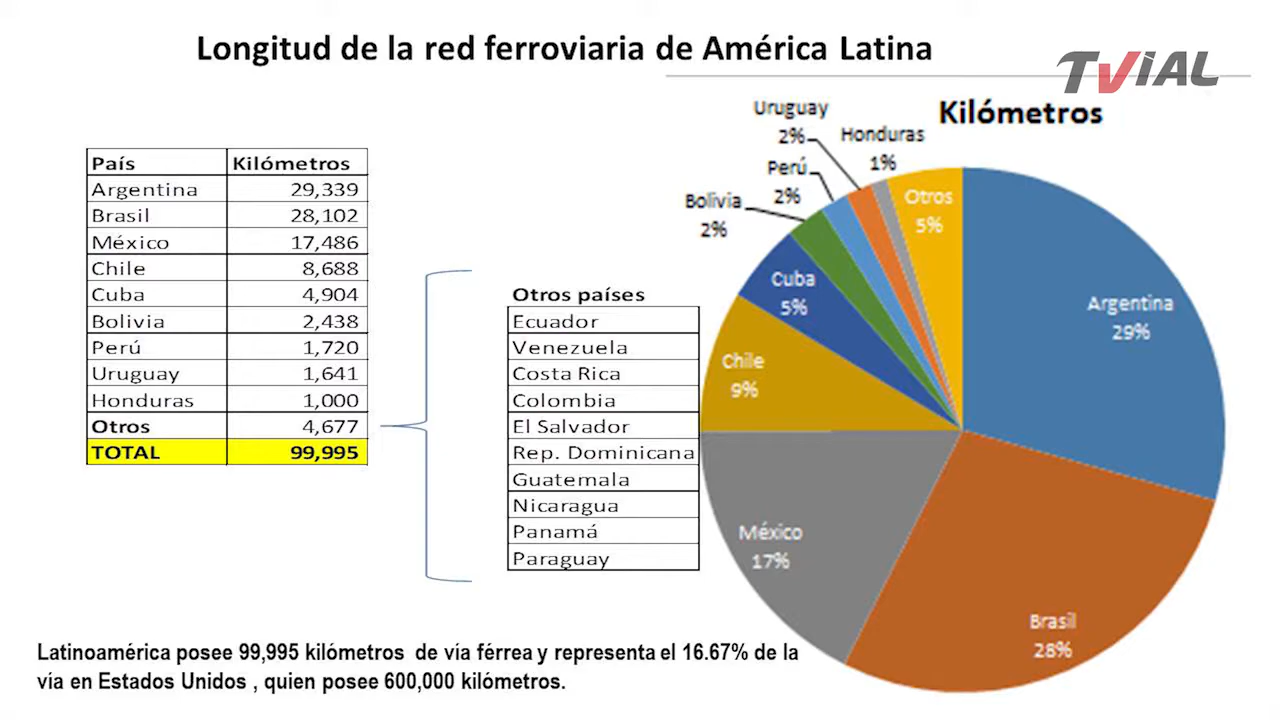 Longitud de la red ferroviaria de América Latina
TVIAL
País Kilómetros
Argentina 29,339
Brasil 28,102
México 17,486
Chile 8,688
Cuba 4,904
Bolivia 2,438
Perú 1,720
Uruguay 1,641
Honduras 1,000
Otros 4,677
TOTAL 99,995
Otros países
Ecuador
Venezuela
Costa Rica
Colombia
El Salvador
Rep. Dominicana
Guatemala
Nicaragua
Panamá
Paraguay
Kilómetros
Uruguay
2%
Honduras
1%
Perú
2%
Bolivia
2%
Otros
5%
Cuba
5%
Argentina
29%
Chile
9%
México
17%
Brasil
28%
Latinoamérica posee 99,995 kilómetros de vía férrea y representa el 16.67% de la
vía en Estados Unidos , quien posee 600,000 kilómetros.